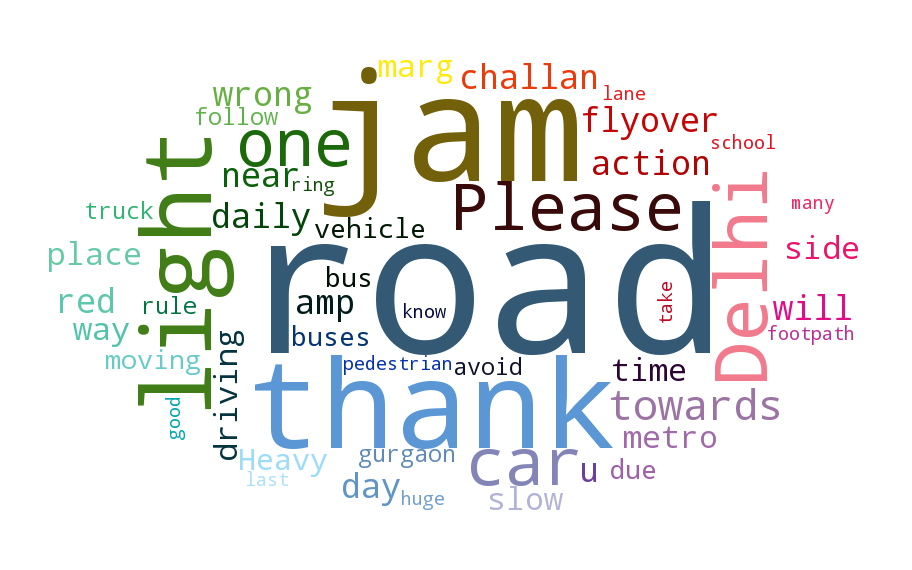 marg
challan
jam
wrong
lane
follow
flyover
one
school
light
near
ring
action
Please
Delhi
truck
daily
vehicle
many
place
side
road
bus
red
rule
amp
know
take
will
way
buses
footpath
moving
driving
pedestrian
avoid
time
thank
good
towards
Heavy
gurgaon
car
metro
last
day
huge
u
due
slow